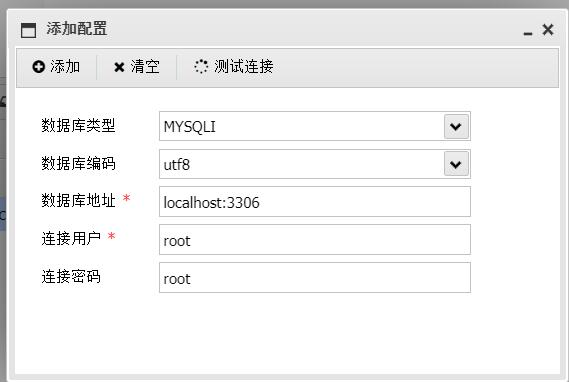 添加配置
添加 清空 测试连接
数据库类型 MYSQLI
数据库编码 utf8
数据库地址 * localhost:3306
连接用户 * root
连接密码 root